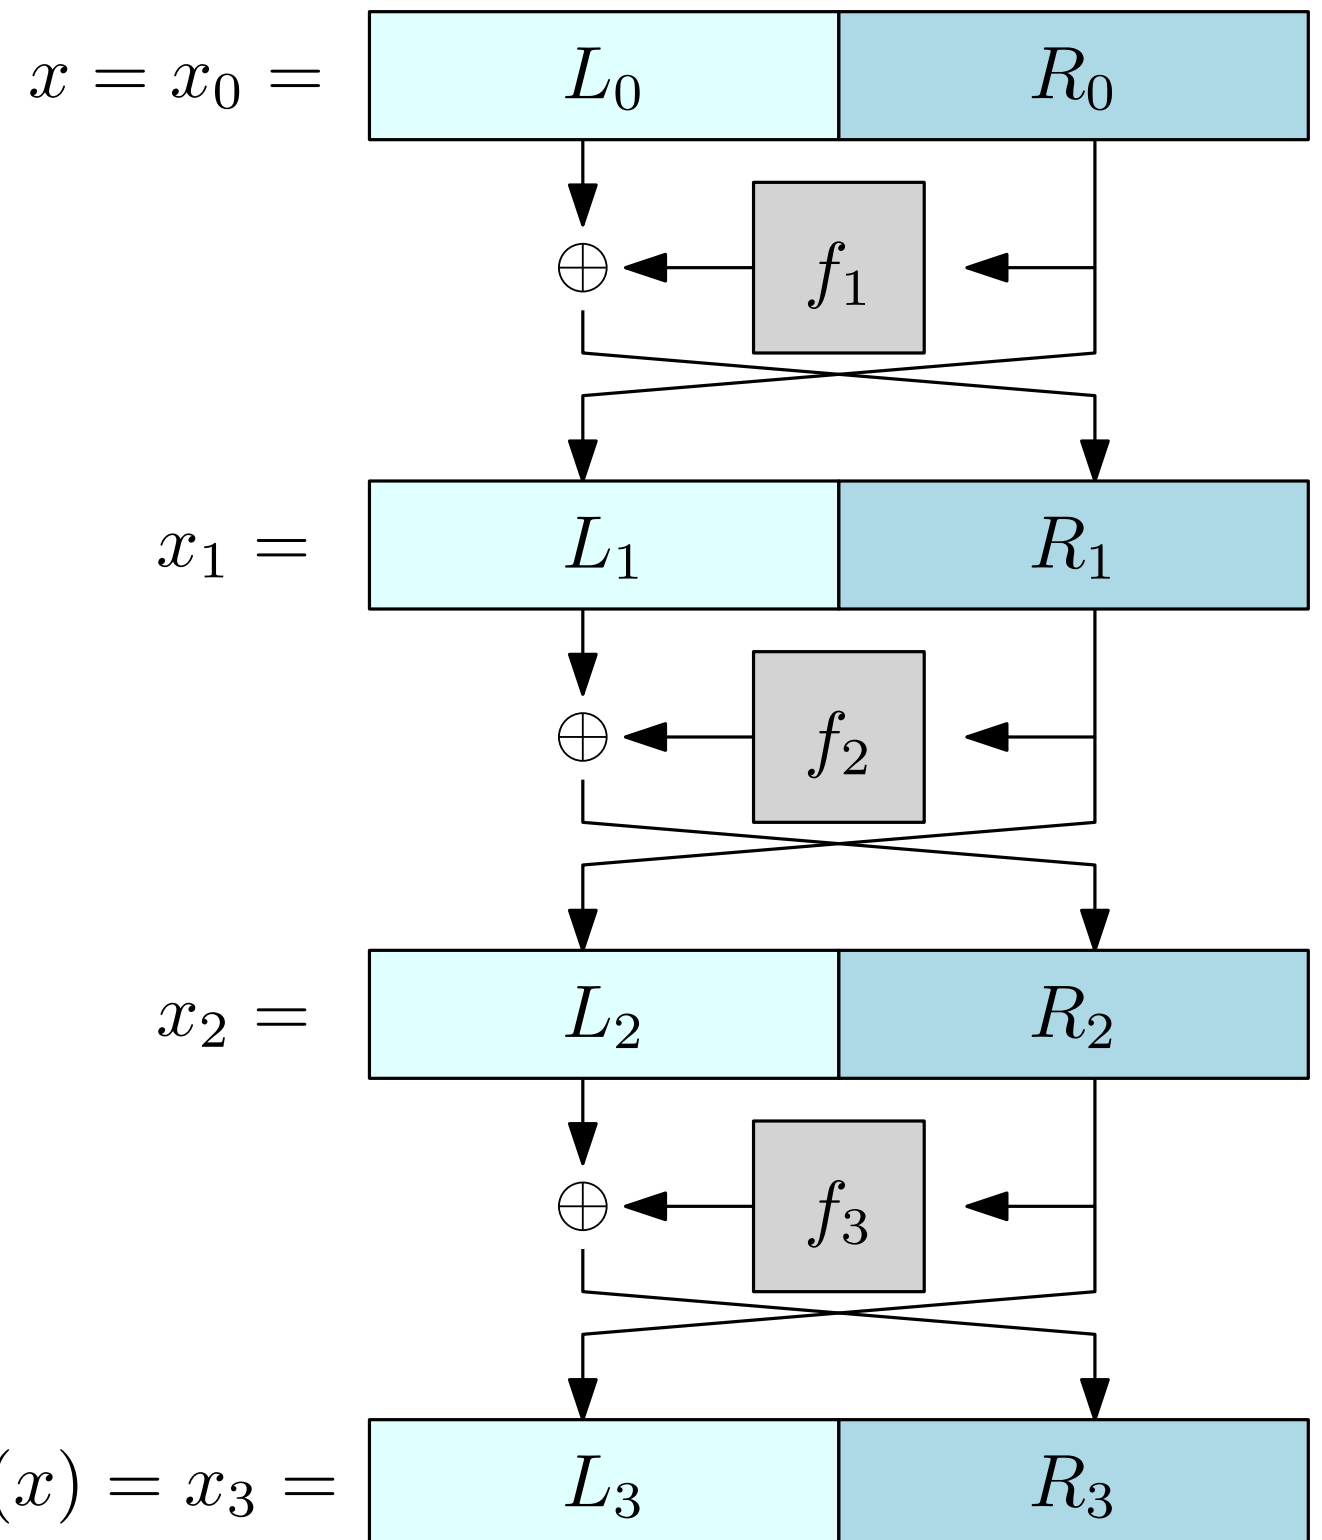 x = x₀ = L₀ R₀
⊕ f₁
x₁ = L₁ R₁
⊕ f₂
x₂ = L₂ R₂
⊕ f₃
(x) = x₃ = L₃ R₃